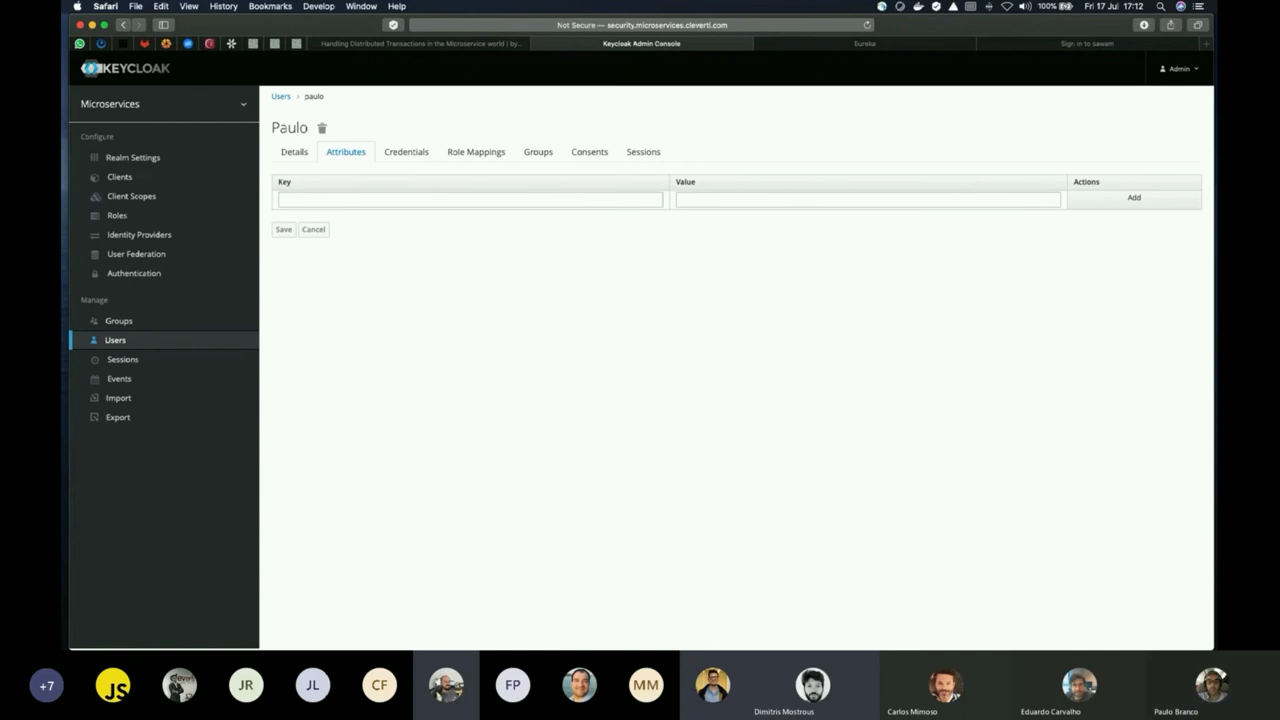 Safari File Edit View History Bookmarks Develop Window Help 100% Fri 17 Jul 17:12
Not Secure — security.microservices.cleverti.com
Handling Distributed Transactions in the Microservice world | by... Keycloak Admin Console Eureka Sign in to sawam
KEYCLOAK Admin
Microservices
Users > paulo
Paulo
Configure
Details Attributes Credentials Role Mappings Groups Consents Sessions
Realm Settings
Clients
Client Scopes
Roles
Identity Providers
User Federation
Authentication
Key Value Actions
Add
Save Cancel
Manage
Groups
Users
Sessions
Events
Import
Export
+7 JS JR JL CF FP MM
Dimitris Mostrous Carlos Mimoso Eduardo Carvalho Paulo Branco